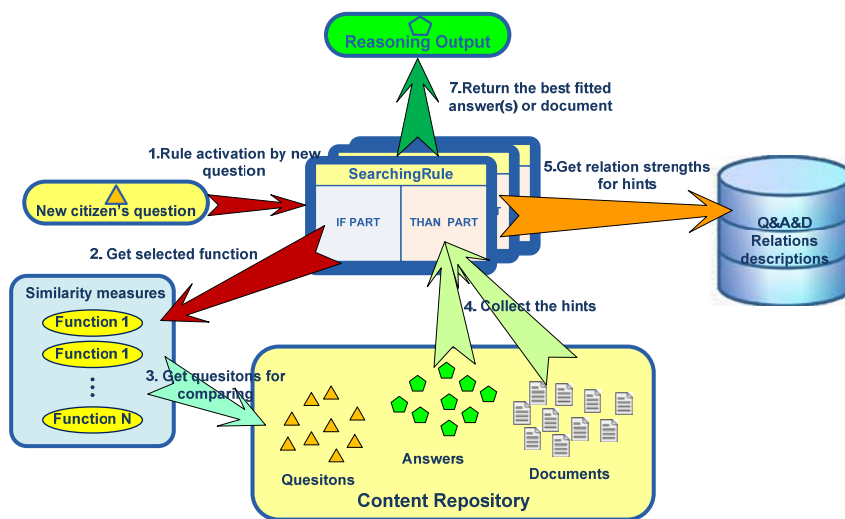 Reasoning Output
7.Return the best fitted
answer(s) or document
1.Rule activation by new
question
5.Get relation strengths
for hints
SearchingRule
New citizen's question
IF PART
THAN PART
T
Q&A&D
Relations
descriptions
2. Get selected function
Similarity measures
Function 1
Function 1
Function N
4. Collect the hints
3. Get quesitons for
comparing
Quesitons
Answers
Documents
Content Repository